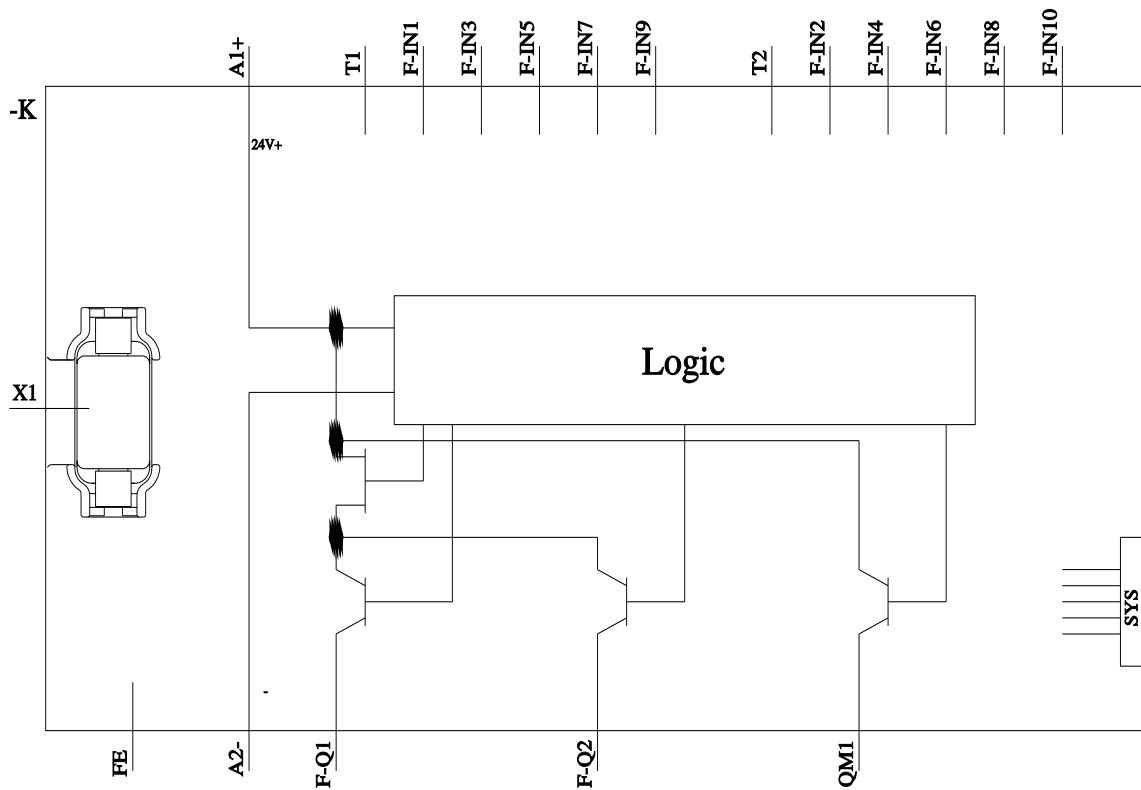 A1+
T1
F-IN1
F-IN3
F-IN5
F-IN7
F-IN9
T2
F-IN2
F-IN4
F-IN6
F-IN8
F-IN10
-K
24V+
Logic
X1
SYS
-
FE
A2-
F-Q1
F-Q2
QM1